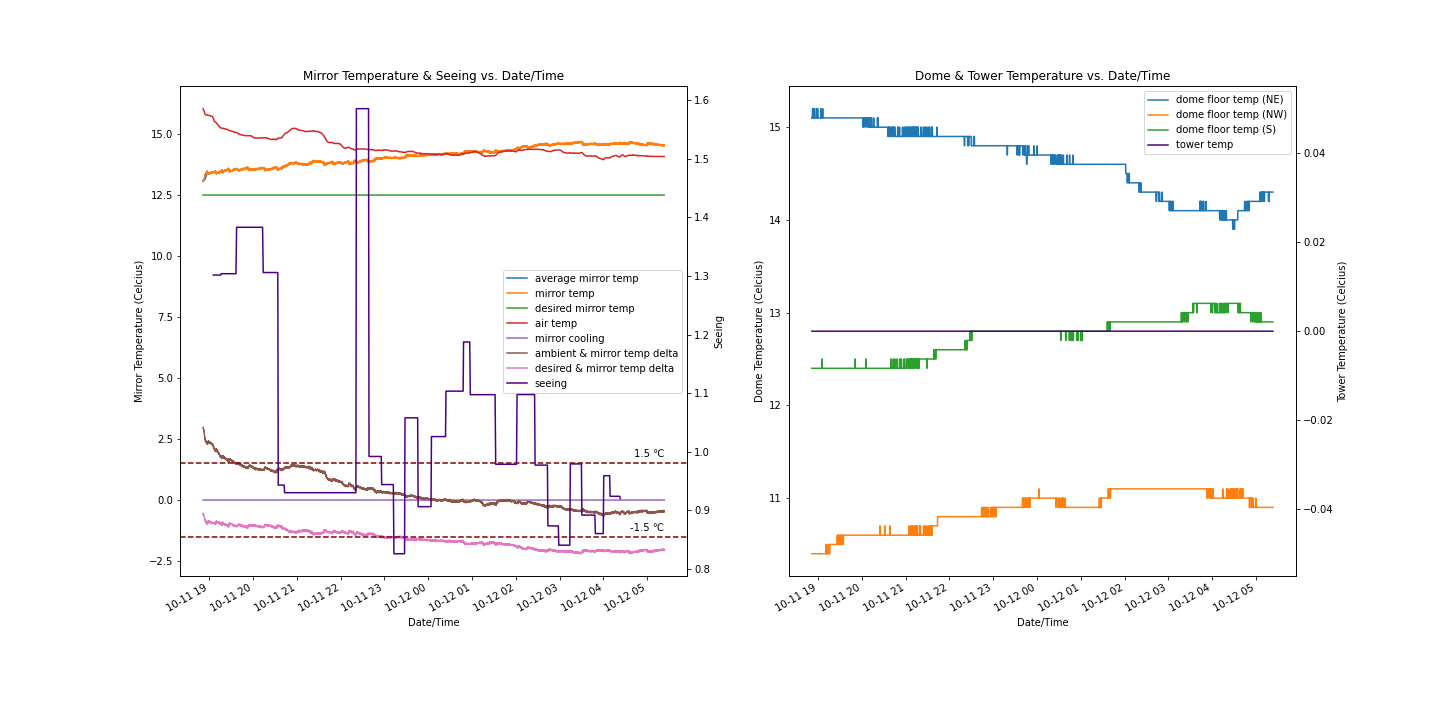 Mirror Temperature & Seeing vs. Date/Time
Mirror Temperature (Celcius)
15.0
12.5
10.0
7.5
5.0
2.5
0.0
−2.5
1.6
1.5
1.4
1.3
1.2
1.1
1.0
0.9
0.8
Seeing
average mirror temp
mirror temp
desired mirror temp
air temp
mirror cooling
ambient & mirror temp delta
desired & mirror temp delta
seeing
1.5 °C
-1.5 °C
10-11 19
10-11 20
10-11 21
10-11 22
10-11 23
10-12 00
10-12 01
10-12 02
10-12 03
10-12 04
10-12 05
Date/Time
Dome & Tower Temperature vs. Date/Time
Dome Temperature (Celcius)
15
14
13
12
11
dome floor temp (NE)
dome floor temp (NW)
dome floor temp (S)
tower temp
0.04
0.02
0.00
−0.02
−0.04
Tower Temperature (Celcius)
10-11 19
10-11 20
10-11 21
10-11 22
10-11 23
10-12 00
10-12 01
10-12 02
10-12 03
10-12 04
10-12 05
Date/Time